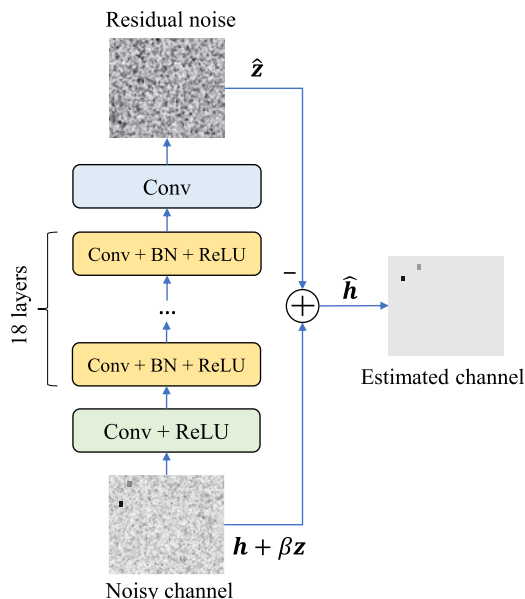 Residual noise
ẑ
Conv
Conv + BN + ReLU
18 layers
...
−
+
ĥ
Conv + BN + ReLU
Estimated channel
Conv + ReLU
h + βz
Noisy channel